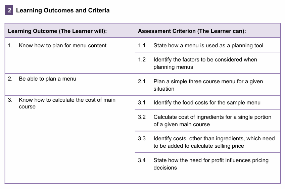 2 Learning Outcomes and Criteria
Learning Outcome (The Learner will):
Assessment Criterion (The Learner can):
1. Know how to plan for menu content
1.1 State how a menu is used as a planning tool
1.2 Identify the factors to be considered when
planning menus
2. Be able to plan a menu
2.1 Plan a simple three course menu for a given
situation
3. Know how to calculate the cost of main
course
3.1 Identify the food costs for the sample menu
3.2 Calculate cost of ingredients for a single portion
of a given main course
3.3 Identify costs, other than ingredients, which need
to be added to calculate selling price
3.4 State how the need for profit influences pricing
decisions